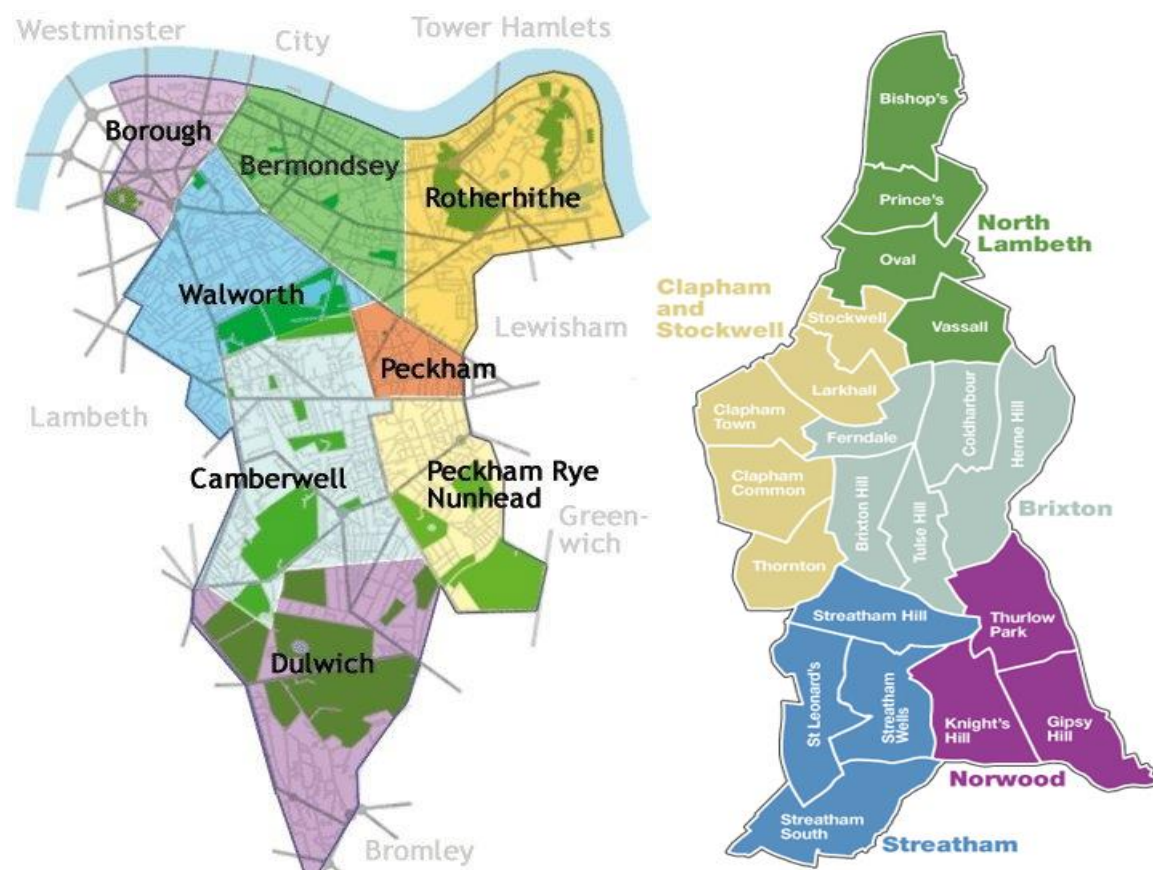 Westminster
City
Tower Hamlets
Borough
Bermondsey
Rotherhithe
Walworth
Lewisham
Peckham
Lambeth
Camberwell
Peckham Rye
Nunhead
Green-
wich
Dulwich
Bromley
Bishop's
Prince's
North
Lambeth
Oval
Clapham
and
Stockwell
Stockwell
Vassall
Larkhall
Clapham
Town
Ferndale
Coldharbour
Herne Hill
Clapham
Common
Brixton Hill
Tulse Hill
Brixton
Thornton
Streatham Hill
Thurlow
Park
St Leonard's
Streatham
Wells
Knight's
Hill
Gipsy
Hill
Norwood
Streatham
South
Streatham